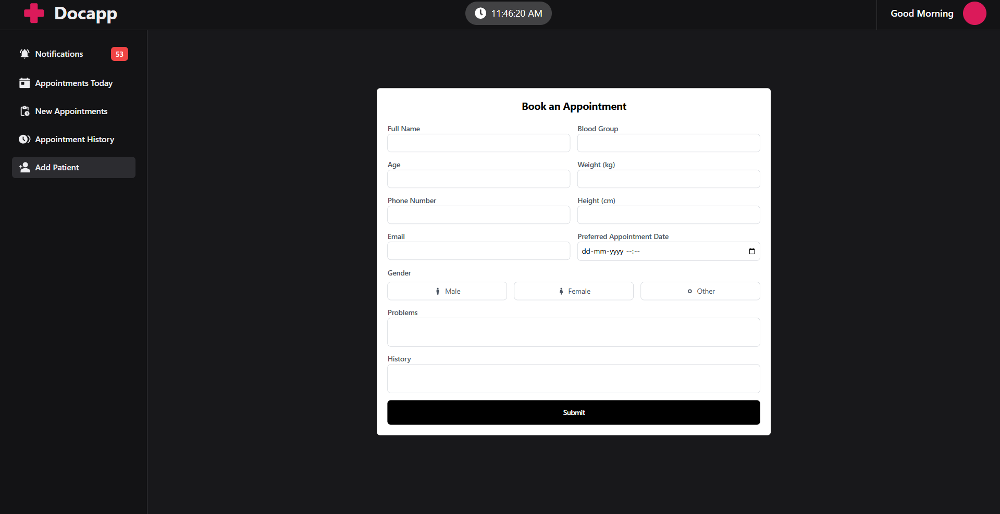 Docapp
11:46:20 AM
Good Morning
Notifications 53
Appointments Today
New Appointments
Appointment History
Add Patient
Book an Appointment
Full Name
Blood Group
Age
Weight (kg)
Phone Number
Height (cm)
Email
Preferred Appointment Date
dd-mm-yyyy --:--
Gender
Male
Female
Other
Problems
History
Submit